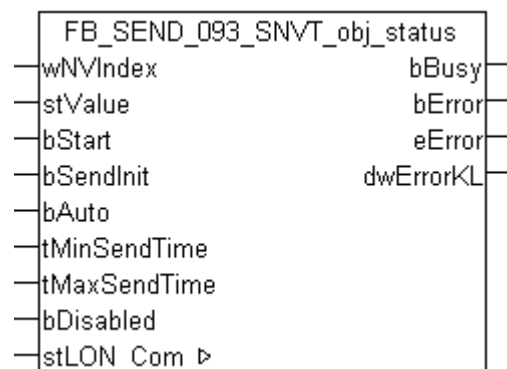 FB_SEND_093_SNVT_obj_status
wNVIndex bBusy
stValue bError
bStart eError
bSendInit dwErrorKL
bAuto
tMinSendTime
tMaxSendTime
bDisabled
stLON_Com ▷